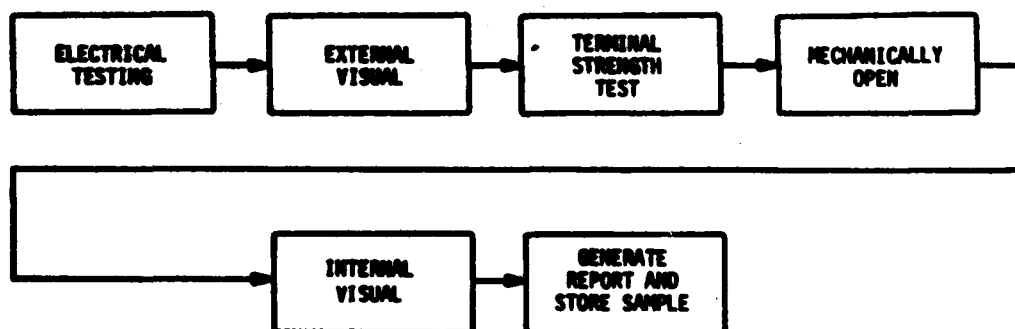 ELECTRICAL
TESTING
EXTERNAL
VISUAL
TERMINAL
STRENGTH
TEST
MECHANICALLY
OPEN
INTERNAL
VISUAL
GENERATE
REPORT AND
STORE SAMPLE